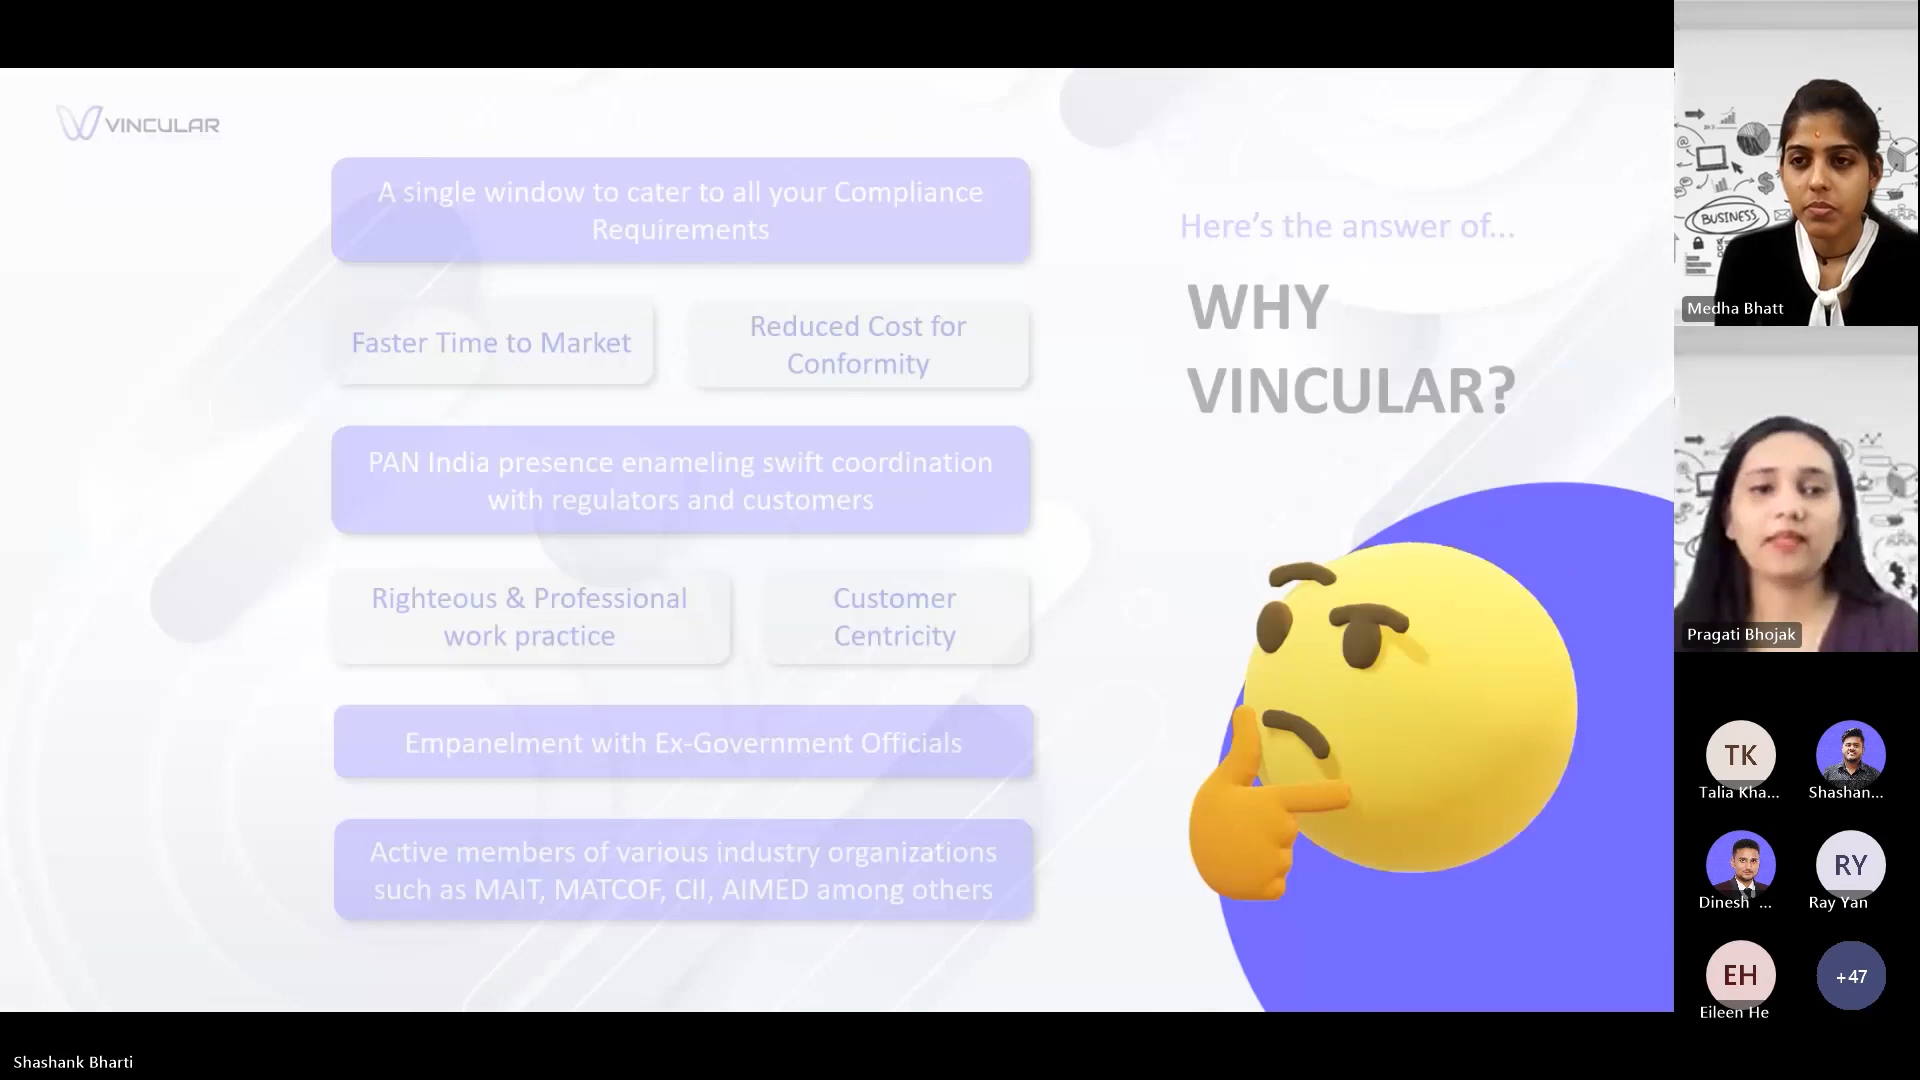 VINCULAR
A single window to cater to all your Compliance
Requirements
Faster Time to Market
Reduced Cost for
Conformity
PAN India presence enameling swift coordination
with regulators and customers
Righteous & Professional
work practice
Customer
Centricity
Empanelment with Ex-Government Officials
Active members of various industry organizations
such as MAIT, MATCOF, CII, AIMED among others
Here’s the answer of...
WHY
VINCULAR?
BUSINESS
Medha Bhatt
Pragati Bhojak
TK
Talia Kha...
Shashan...
Dinesh ...
RY
Ray Yan
EH
Eileen He
+47
Shashank Bharti